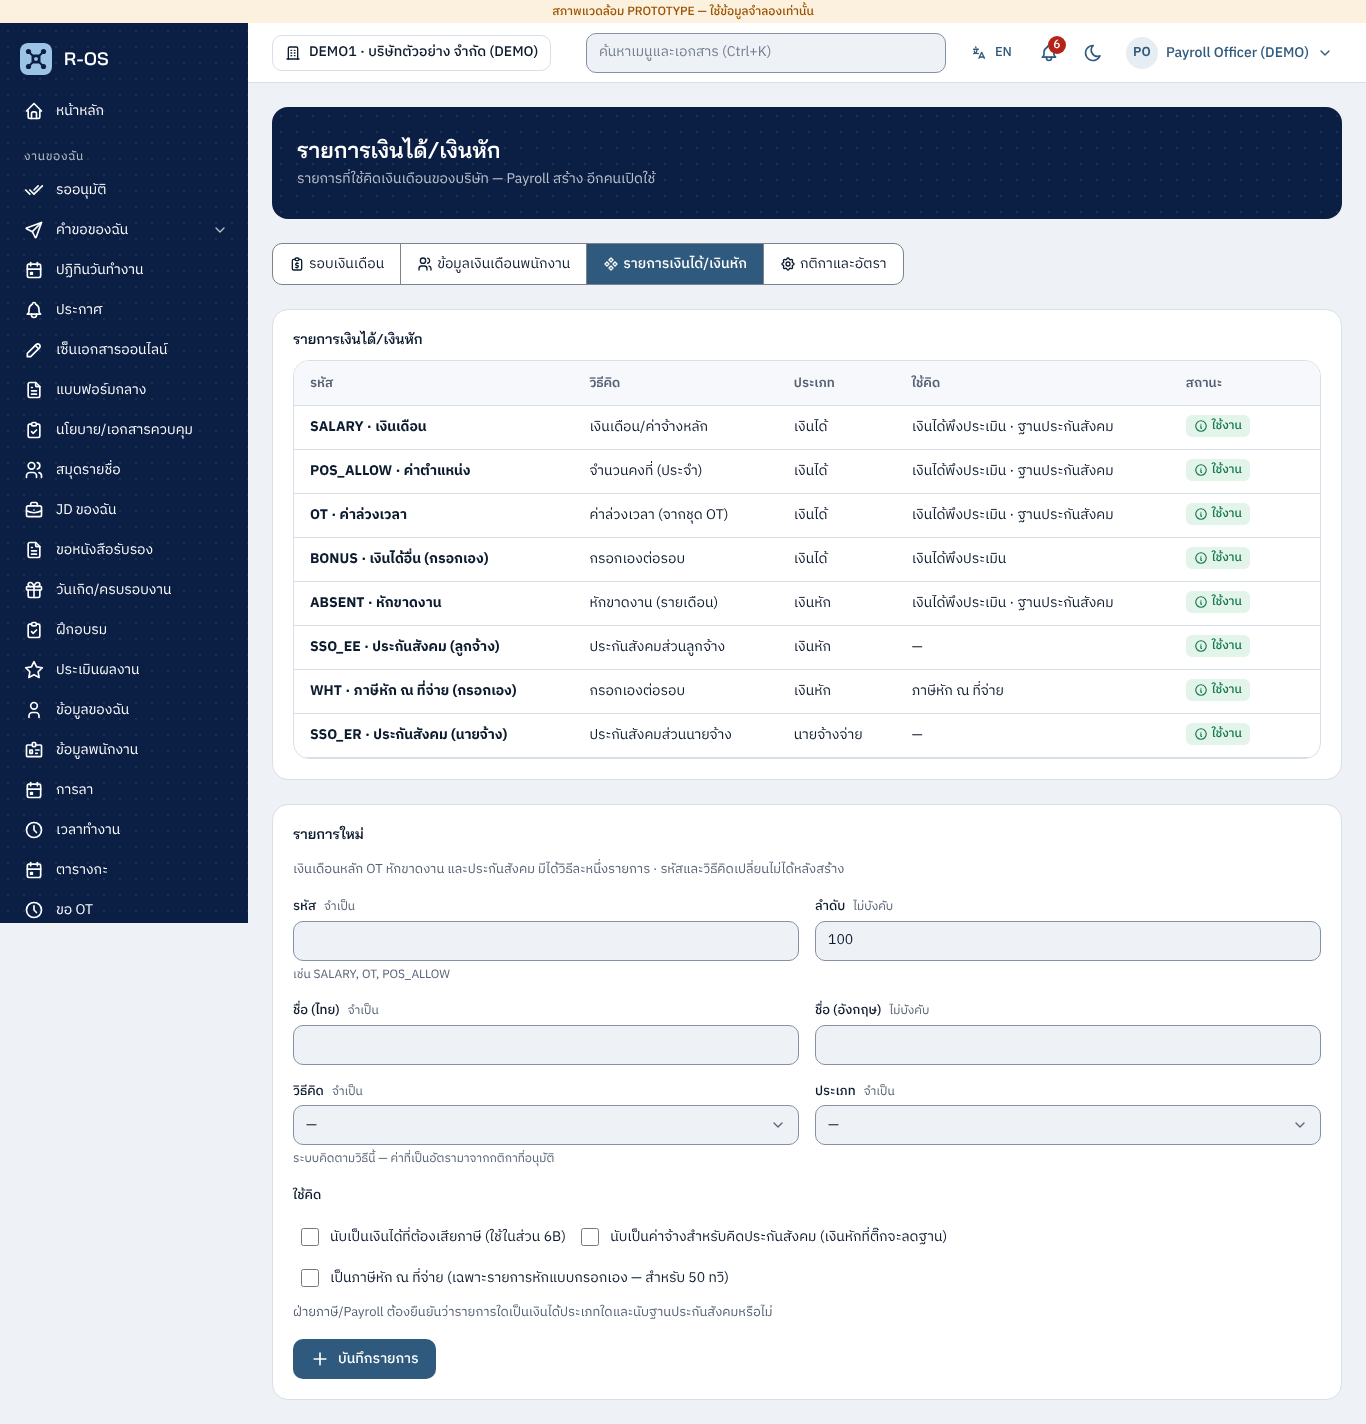 สภาพแวดล้อม PROTOTYPE — ใช้ข้อมูลจำลองเท่านั้น
R-OS
DEMO1 · บริษัทตัวอย่าง จำกัด (DEMO)
ค้นหาเมนูและเอกสาร (Ctrl+K)
EN
6
PO
Payroll Officer (DEMO)
หน้าหลัก
งานของฉัน
รออนุมัติ
คำขอของฉัน
ปฏิทินวันทำงาน
ประกาศ
เซ็นเอกสารออนไลน์
แบบฟอร์มกลาง
นโยบาย/เอกสารควบคุม
สมุดรายชื่อ
JD ของฉัน
ขอหนังสือรับรอง
วันเกิด/ครบรอบงาน
ฝึกอบรม
ประเมินผลงาน
ข้อมูลของฉัน
ข้อมูลพนักงาน
การลา
เวลาทำงาน
ตารางกะ
ขอ OT
รายการเงินได้/เงินหัก
รายการที่ใช้คิดเงินเดือนของบริษัท — Payroll สร้าง อีกคนเปิดใช้
รอบเงินเดือน
ข้อมูลเงินเดือนพนักงาน
รายการเงินได้/เงินหัก
กติกาและอัตรา
รายการเงินได้/เงินหัก
รหัส วิธีคิด ประเภท ใช้คิด สถานะ
SALARY · เงินเดือน เงินเดือน/ค่าจ้างหลัก เงินได้ เงินได้พึงประเมิน · ฐานประกันสังคม ใช้งาน
POS_ALLOW · ค่าตำแหน่ง จำนวนคงที่ (ประจำ) เงินได้ เงินได้พึงประเมิน · ฐานประกันสังคม ใช้งาน
OT · ค่าล่วงเวลา ค่าล่วงเวลา (จากชุด OT) เงินได้ เงินได้พึงประเมิน · ฐานประกันสังคม ใช้งาน
BONUS · เงินได้อื่น (กรอกเอง) กรอกเองต่อรอบ เงินได้ เงินได้พึงประเมิน ใช้งาน
ABSENT · หักขาดงาน หักขาดงาน (รายเดือน) เงินหัก เงินได้พึงประเมิน · ฐานประกันสังคม ใช้งาน
SSO_EE · ประกันสังคม (ลูกจ้าง) ประกันสังคมส่วนลูกจ้าง เงินหัก — ใช้งาน
WHT · ภาษีหัก ณ ที่จ่าย (กรอกเอง) กรอกเองต่อรอบ เงินหัก ภาษีหัก ณ ที่จ่าย ใช้งาน
SSO_ER · ประกันสังคม (นายจ้าง) ประกันสังคมส่วนนายจ้าง นายจ้างจ่าย — ใช้งาน
รายการใหม่
เงินเดือนหลัก OT หักขาดงาน และประกันสังคม มีได้วิธีละหนึ่งรายการ · รหัสและวิธีคิดเปลี่ยนไม่ได้หลังสร้าง
รหัส จำเป็น
ลำดับ ไม่บังคับ
100
เช่น SALARY, OT, POS_ALLOW
ชื่อ (ไทย) จำเป็น
ชื่อ (อังกฤษ) ไม่บังคับ
วิธีคิด จำเป็น
ประเภท จำเป็น
—
—
ระบบคิดตามวิธีนี้ — ค่าที่เป็นอัตรามาจากกติกาที่อนุมัติ
ใช้คิด
นับเป็นเงินได้ที่ต้องเสียภาษี (ใช้ในส่วน 6B)
นับเป็นค่าจ้างสำหรับคิดประกันสังคม (เงินหักที่ติ๊กจะลดฐาน)
เป็นภาษีหัก ณ ที่จ่าย (เฉพาะรายการหักแบบกรอกเอง — สำหรับ 50 ทวิ)
ฝ่ายภาษี/Payroll ต้องยืนยันว่ารายการใดเป็นเงินได้ประเภทใดและนับฐานประกันสังคมหรือไม่
บันทึกรายการ